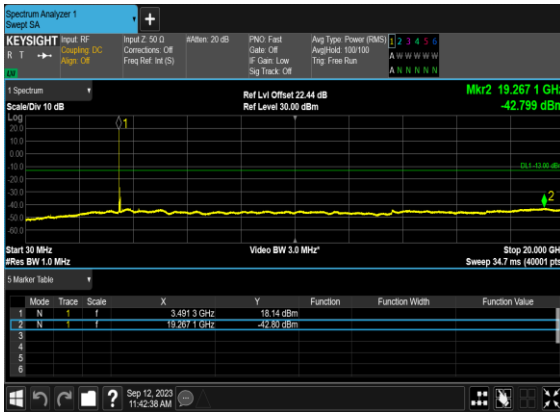 Spectrum Analyzer 1
Swept SA
+
KEYSIGHT
R T
Input: RF
Coupling: DC
Align: Off
Input Z: 50 Ω
Corrections: Off
Freq Ref: Int (S)
#Atten: 20 dB
PNO: Fast
Gate: Off
IF Gain: Low
Sig Track: Off
Avg Type: Power (RMS)
Avg|Hold: 100/100
Trig: Free Run
1 2 3 4 5 6
A W W W W W
A N N N N N
1 Spectrum
Scale/Div 10 dB
Ref Lvl Offset 22.44 dB
Ref Level 30.00 dBm
Mkr2 19.267 1 GHz
-42.799 dBm
Log
20.0
10.0
0.00
-10.0
-20.0
-30.0
-40.0
-50.0
-60.0
1
DL1 -13.00 dBm
2
Start 30 MHz
#Res BW 1.0 MHz
Video BW 3.0 MHz*
Stop 20.000 GH
Sweep 34.7 ms (40001 pts
5 Marker Table
Mode Trace Scale X Y Function Function Width Function Value
1 N 1 f 3.491 3 GHz 18.14 dBm
2 N 1 f 19.267 1 GHz -42.80 dBm
3
4
5
6
?
Sep 12, 2023
11:42:38 AM